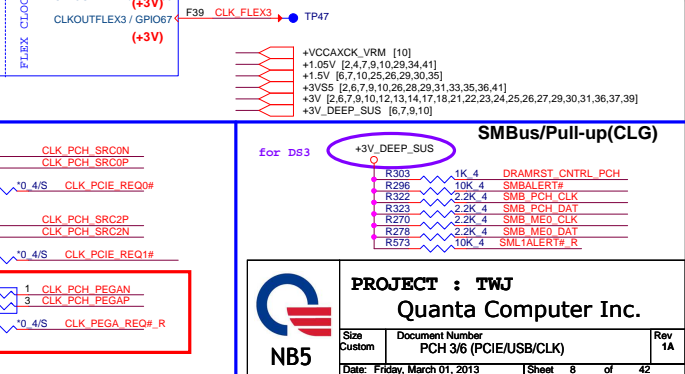 (+3V)
CLKOUTFLEX3 / GPIO67 F39 CLK_FLEX3 TP47
(+3V)
FLEX CLOC
+VCCAXCK_VRM [10]
+1.05V [2,4,7,9,10,29,34,41]
+1.5V [6,7,10,25,26,29,30,35]
+3VS5 [2,6,7,9,10,26,28,29,31,33,35,36,41]
+3V [2,6,7,9,10,12,13,14,17,18,21,22,23,24,25,26,27,29,30,31,36,37,39]
+3V_DEEP_SUS [6,7,9,10]
CLK_PCH_SRC0N
CLK_PCH_SRC0P
*0_4/S CLK_PCIE_REQ0#
CLK_PCH_SRC2P
CLK_PCH_SRC2N
*0_4/S CLK_PCIE_REQ1#
1 CLK_PCH_PEGAN
3 CLK_PCH_PEGAP
*0_4/S CLK_PEGA_REQ#_R
SMBus/Pull-up(CLG)
for DS3 +3V_DEEP_SUS
R303 1K_4 DRAMRST_CNTRL_PCH
R296 10K_4 SMBALERT#
R322 2.2K_4 SMB_PCH_CLK
R323 2.2K_4 SMB_PCH_DAT
R270 2.2K_4 SMB_ME0_CLK
R278 2.2K_4 SMB_ME0_DAT
R573 10K_4 SML1ALERT#_R
NB5
PROJECT : TWJ
Quanta Computer Inc.
Size Document Number Rev
Custom PCH 3/6 (PCIE/USB/CLK) 1A
Date: Friday, March 01, 2013 Sheet 8 of 42